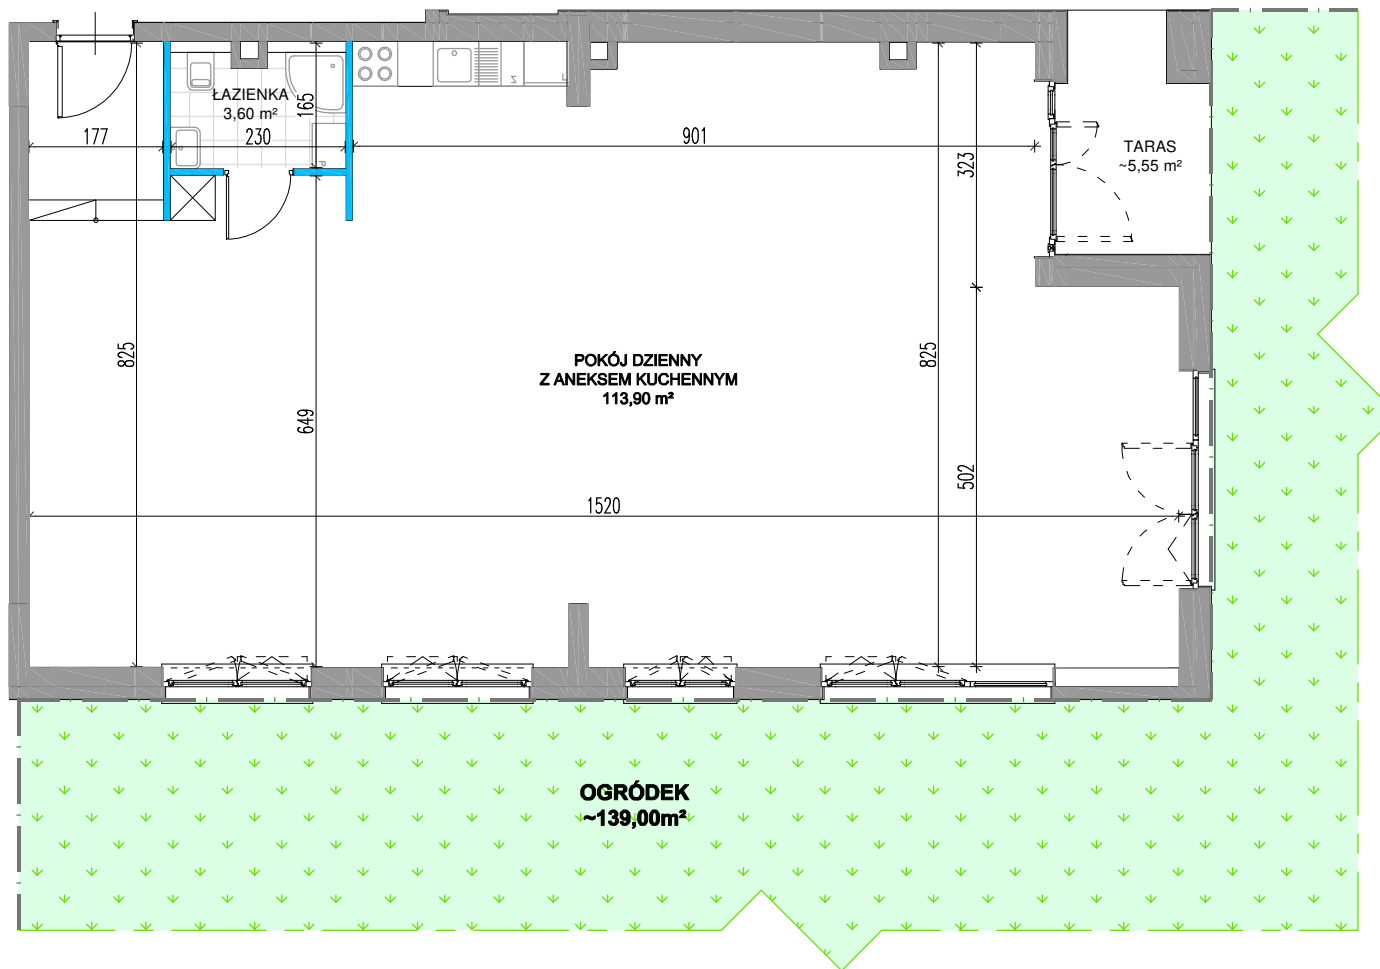 ŁAZIENKA
3,60 m²
165
177
230
901
323
TARAS
~5,55 m²
825
649
POKÓJ DZIENNY
Z ANEKSEM KUCHENNYM
113,90 m²
825
502
1520
OGRÓDEK
~139,00m²